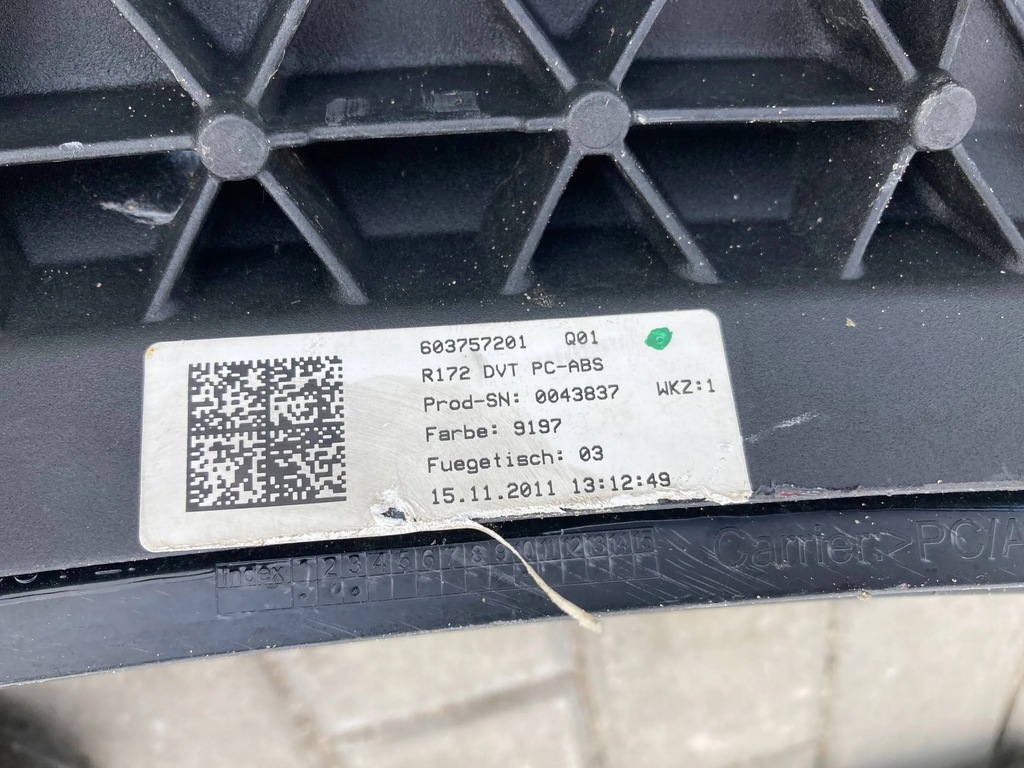 603757201 Q01
R172 DVT PC-ABS
Prod-SN: 0043837 WKZ:1
Farbe: 9197
Fuegetisch: 03
15.11.2011 13:12:49
Index 1 2 3 4 5 6 7 8 9 10 11 12 13 14 15
Carrier >PC/A